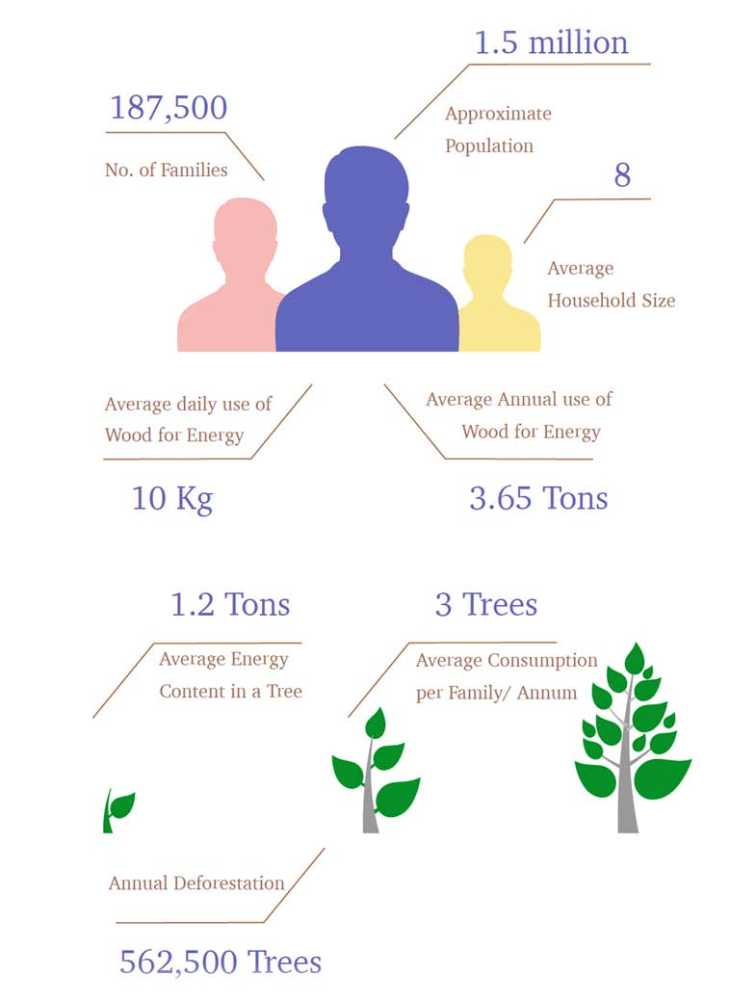 1.5 million
Approximate
Population
187,500
No. of Families
8
Average
Household Size
Average daily use of
Wood for Energy
10 Kg
Average Annual use of
Wood for Energy
3.65 Tons
1.2 Tons
Average Energy
Content in a Tree
3 Trees
Average Consumption
per Family/ Annum
Annual Deforestation
562,500 Trees